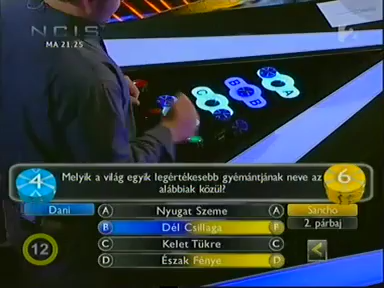 NCIS
MA 21.25
C
B
B
A
4
Melyik a világ egyik legértékesebb gyémántjának neve az alábbiak közül?
6
Dani
A Nyugat Szeme A
Sancho
B Dél Csillaga B
2. párbaj
C Kelet Tükre C
D Észak Fénye D
12